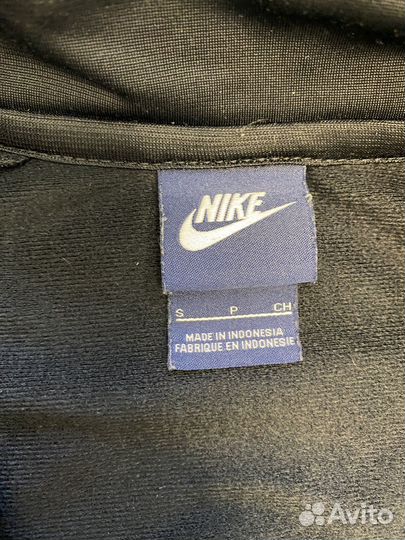 NIKE
S P CH
MADE IN INDONESIA
FABRIQUE EN INDONESIE
Avito